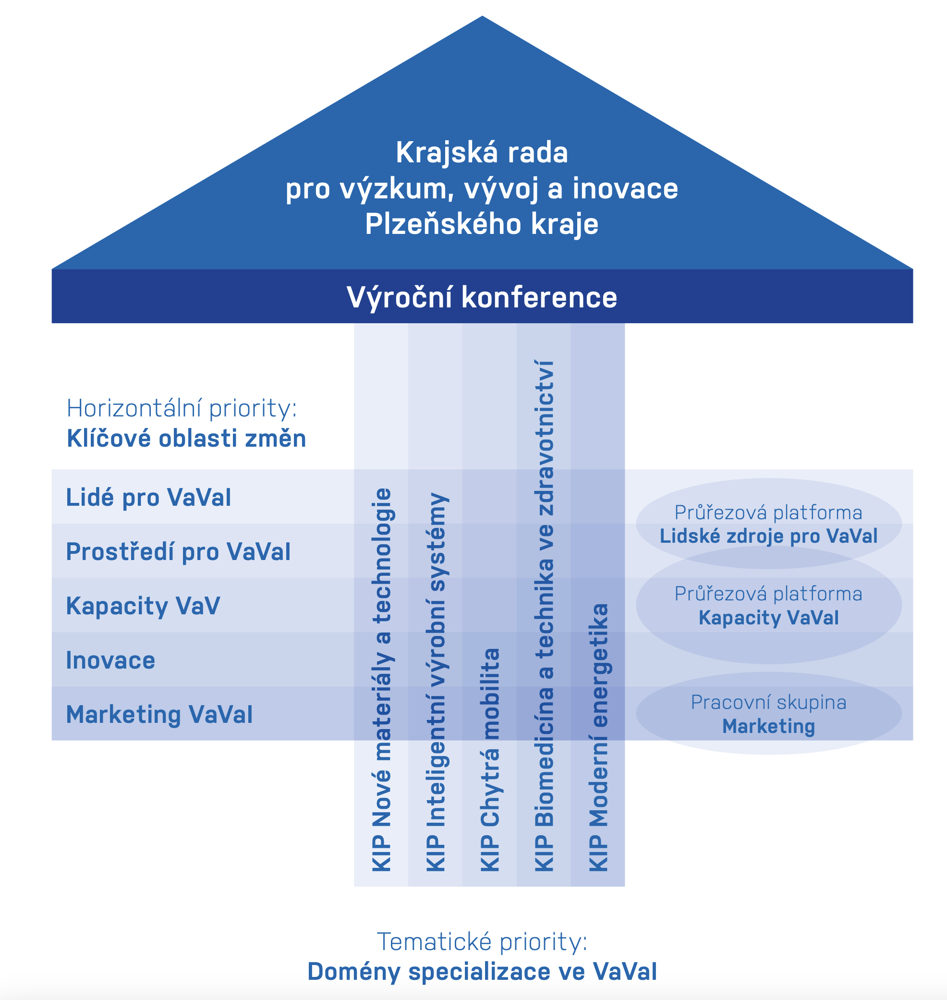 Krajská rada
pro výzkum, vývoj a inovace
Plzeňského kraje
Výroční konference
Horizontální priority:
Klíčové oblasti změn
Lidé pro VaVaI
Prostředí pro VaVaI
Kapacity VaV
Inovace
Marketing VaVaI
KIP Nové materiály a technologie
KIP Inteligentní výrobní systémy
KIP Chytrá mobilita
KIP Biomedicína a technika ve zdravotnictví
KIP Moderní energetika
Průřezová platforma
Lidské zdroje pro VaVaI
Průřezová platforma
Kapacity VaVaI
Pracovní skupina
Marketing
Tematické priority:
Domény specializace ve VaVaI